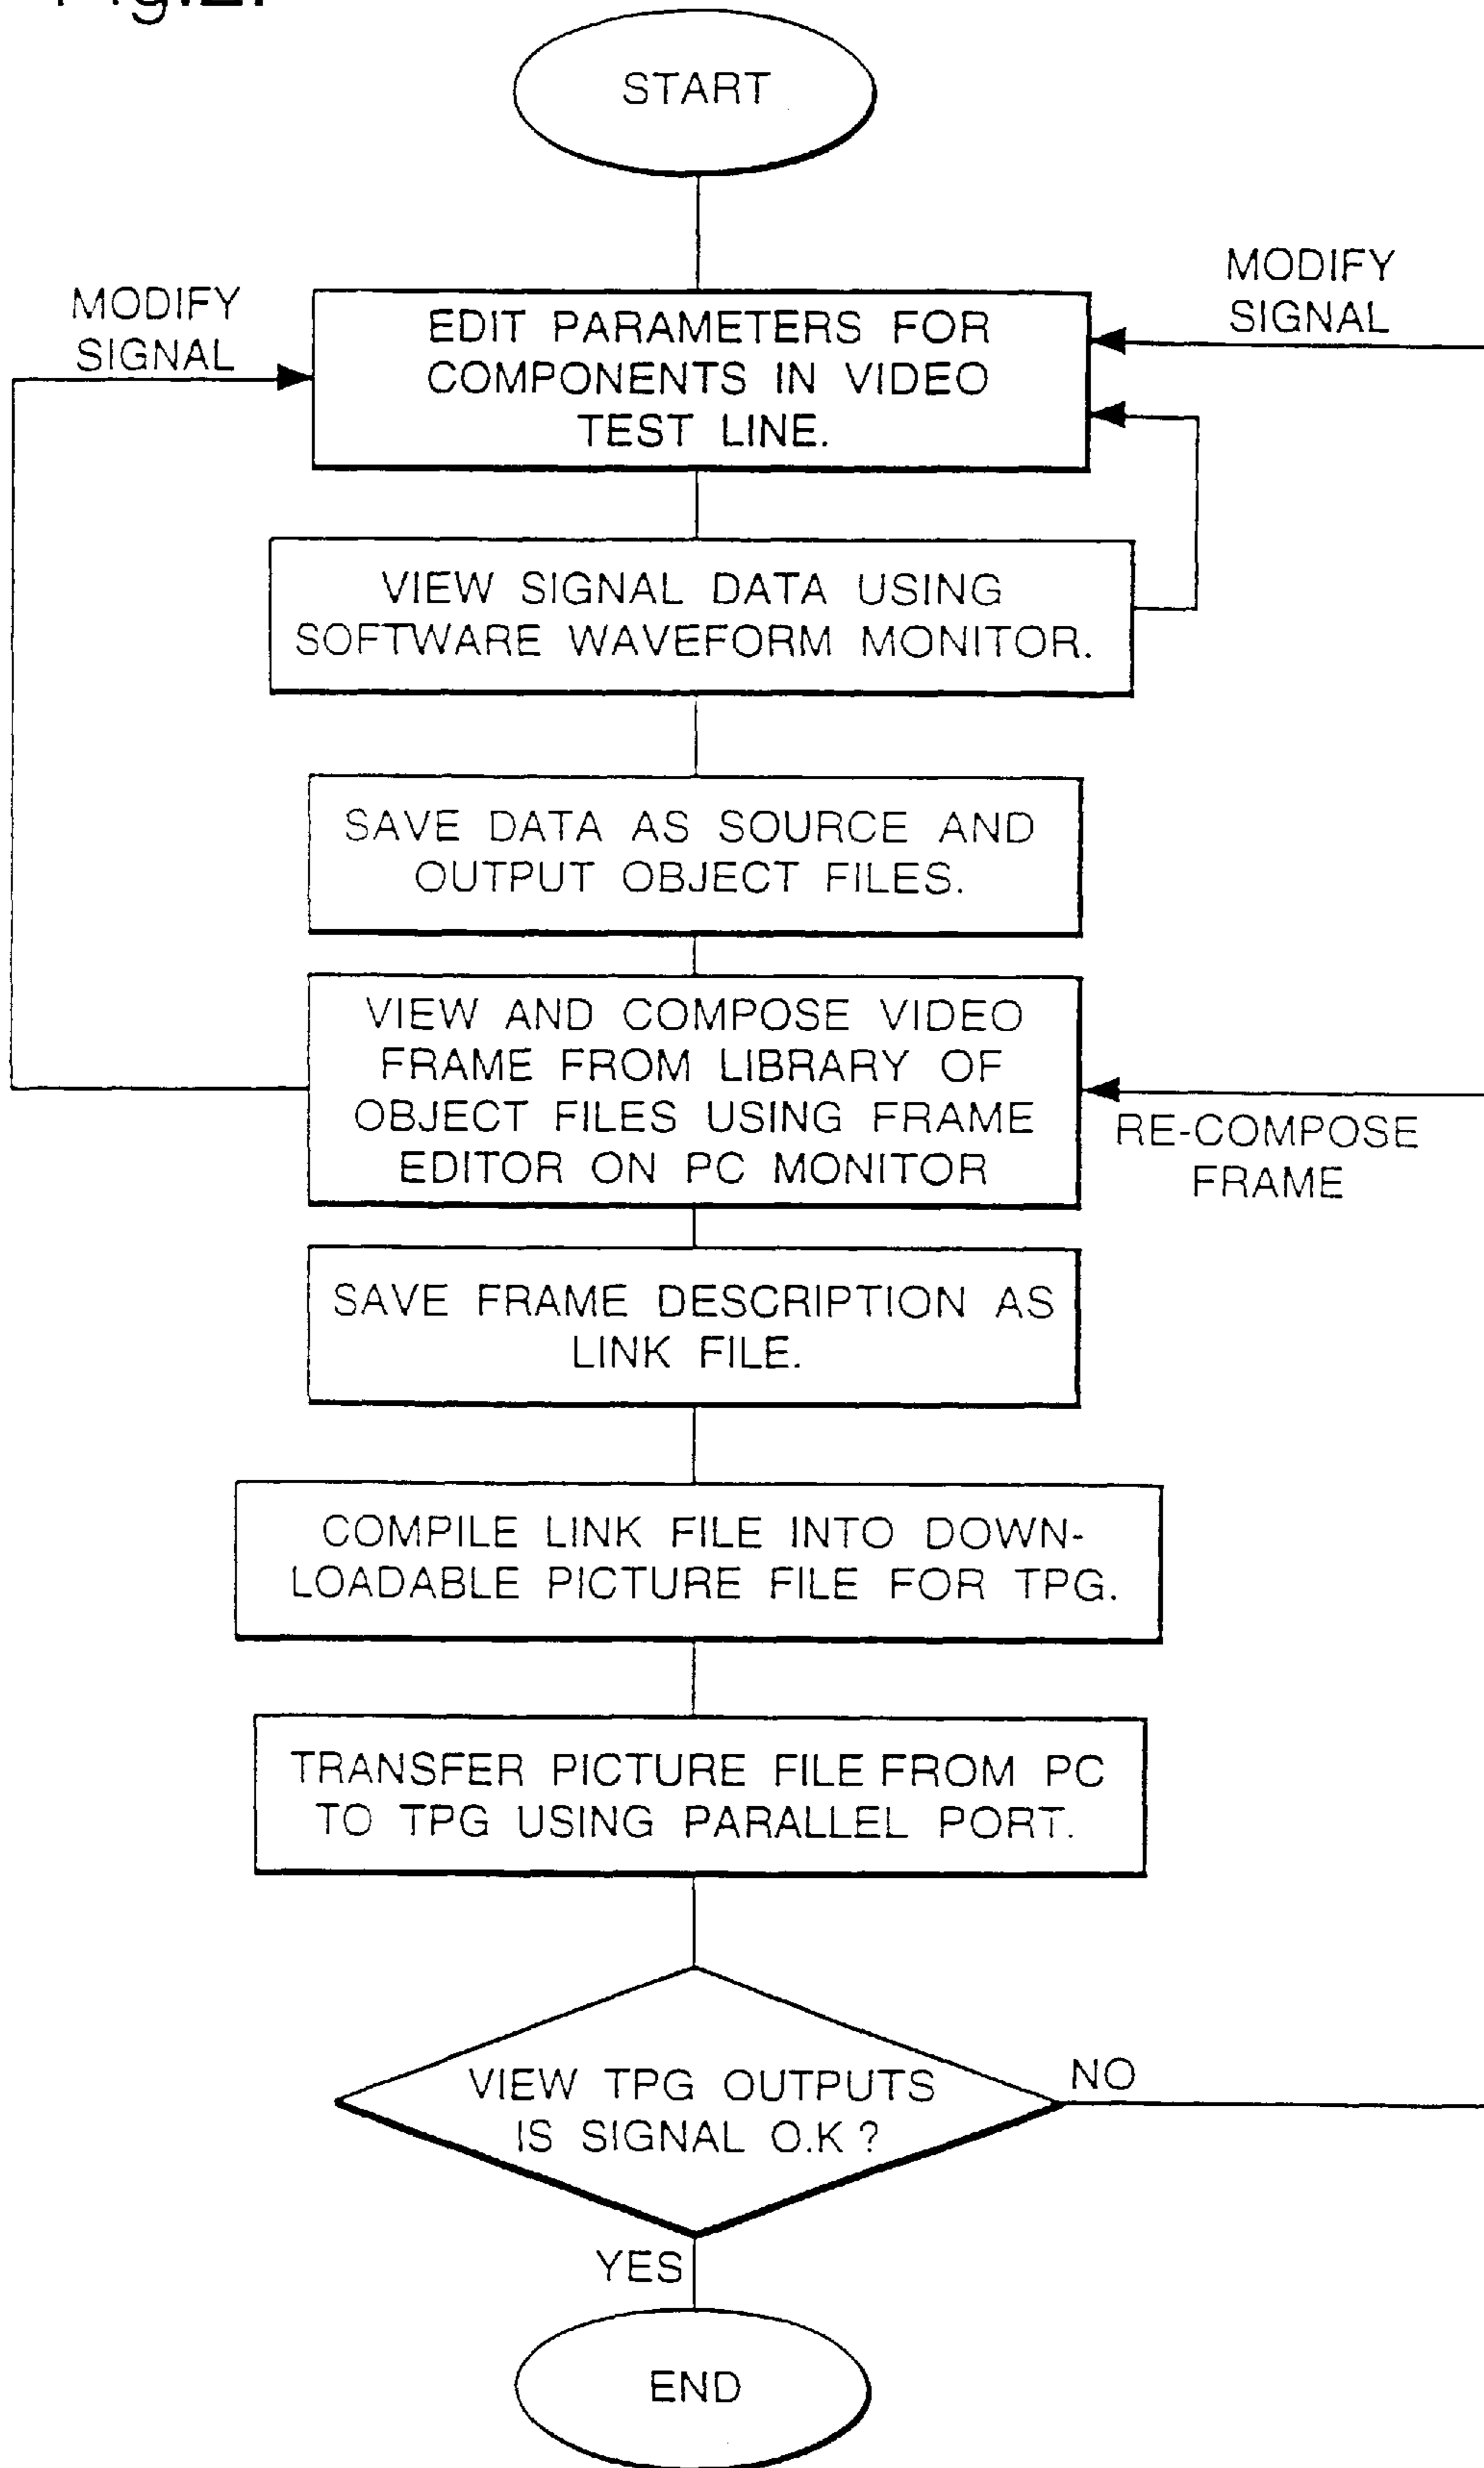 START
MODIFY
SIGNAL
MODIFY
SIGNAL
EDIT PARAMETERS FOR
COMPONENTS IN VIDEO
TEST LINE.
VIEW SIGNAL DATA USING
SOFTWARE WAVEFORM MONITOR.
SAVE DATA AS SOURCE AND
OUTPUT OBJECT FILES.
VIEW AND COMPOSE VIDEO
FRAME FROM LIBRARY OF
OBJECT FILES USING FRAME
EDITOR ON PC MONITOR
RE-COMPOSE
FRAME
SAVE FRAME DESCRIPTION AS
LINK FILE.
COMPILE LINK FILE INTO DOWN-
LOADABLE PICTURE FILE FOR TPG.
TRANSFER PICTURE FILE FROM PC
TO TPG USING PARALLEL PORT.
VIEW TPG OUTPUTS
IS SIGNAL O.K ?
NO
YES
END